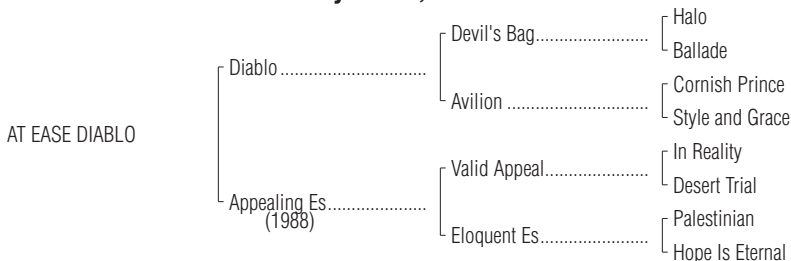 Halo
Devil's Bag..........................
Ballade
Diablo ...................................
Cornish Prince
Avilion ..................................
Style and Grace
AT EASE DIABLO
In Reality
Valid Appeal........................
Desert Trial
Appealing Es........................
(1988)
Palestinian
Eloquent Es.........................
Hope Is Eternal